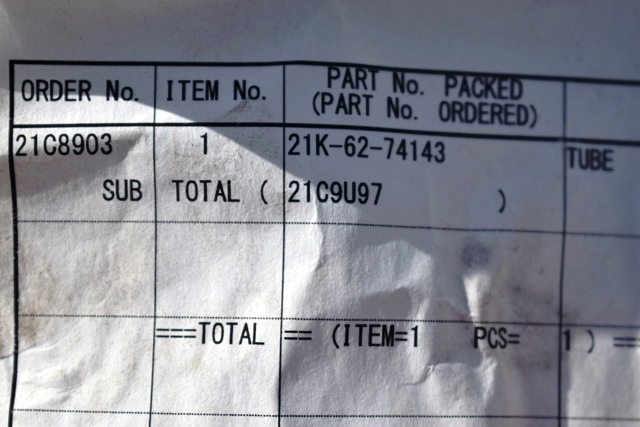 ORDER No. ITEM No. PART No. PACKED
(PART No. ORDERED)
21C8903 1 21K-62-74143 TUBE
SUB TOTAL ( 21C9U97 )
===TOTAL == (ITEM=1 PCS= 1 ) ==